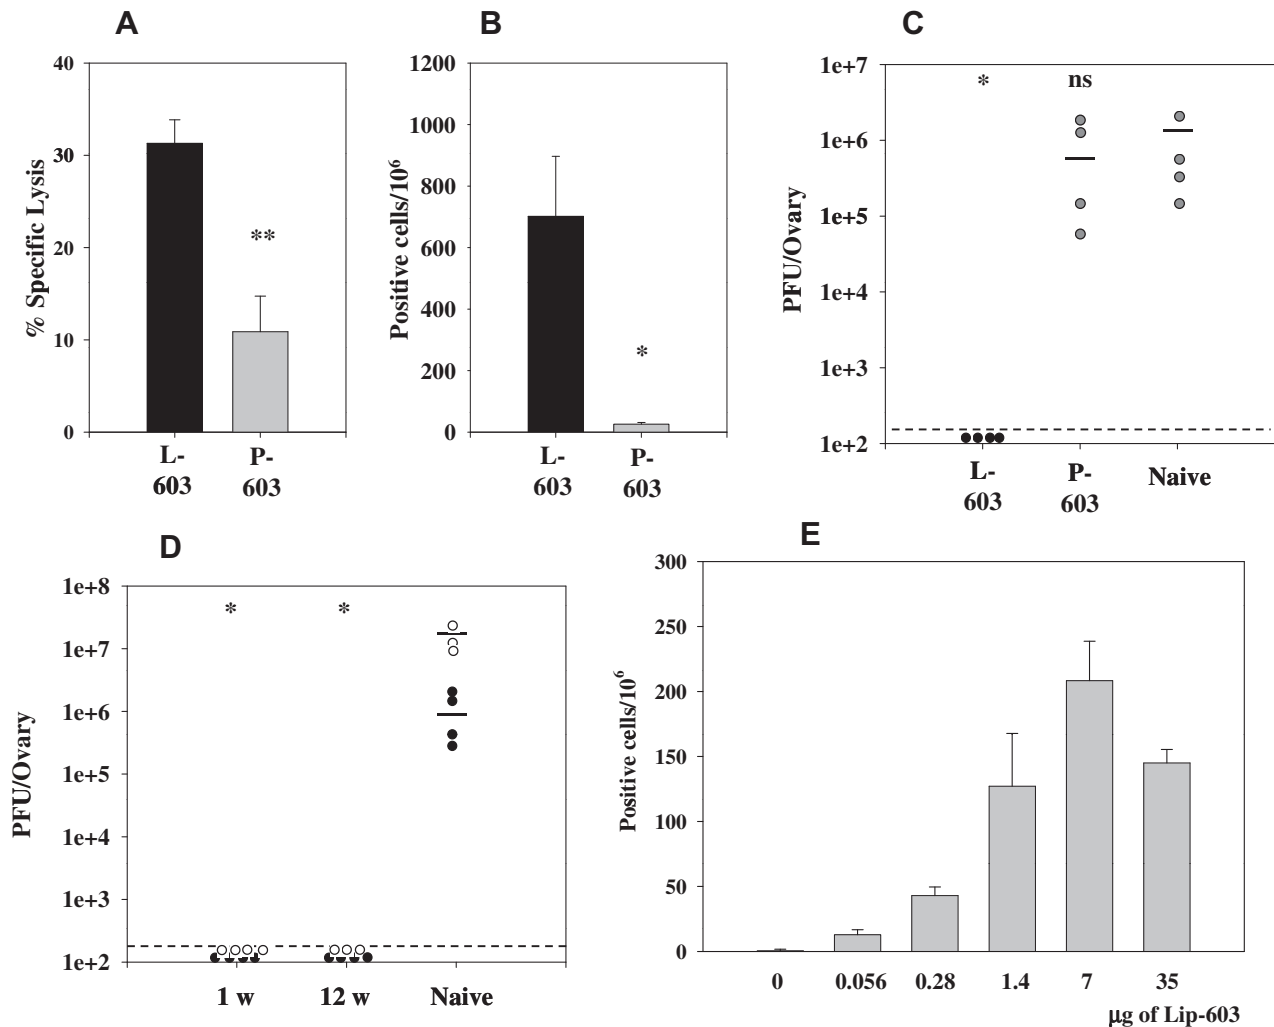 A
40
30
20
10
0
% Specific Lysis
**
L-
603
P-
603
B
1200
1000
800
600
400
200
0
Positive cells/10⁶
*
L-
603
P-
603
C
1e+7
1e+6
1e+5
1e+4
1e+3
1e+2
PFU/Ovary
*
ns
L-
603
P-
603
Naive
D
1e+8
1e+7
1e+6
1e+5
1e+4
1e+3
1e+2
PFU/Ovary
*
*
1 w
12 w
Naive
E
300
250
200
150
100
50
0
Positive cells/10⁶
0
0.056
0.28
1.4
7
35
μg of Lip-603